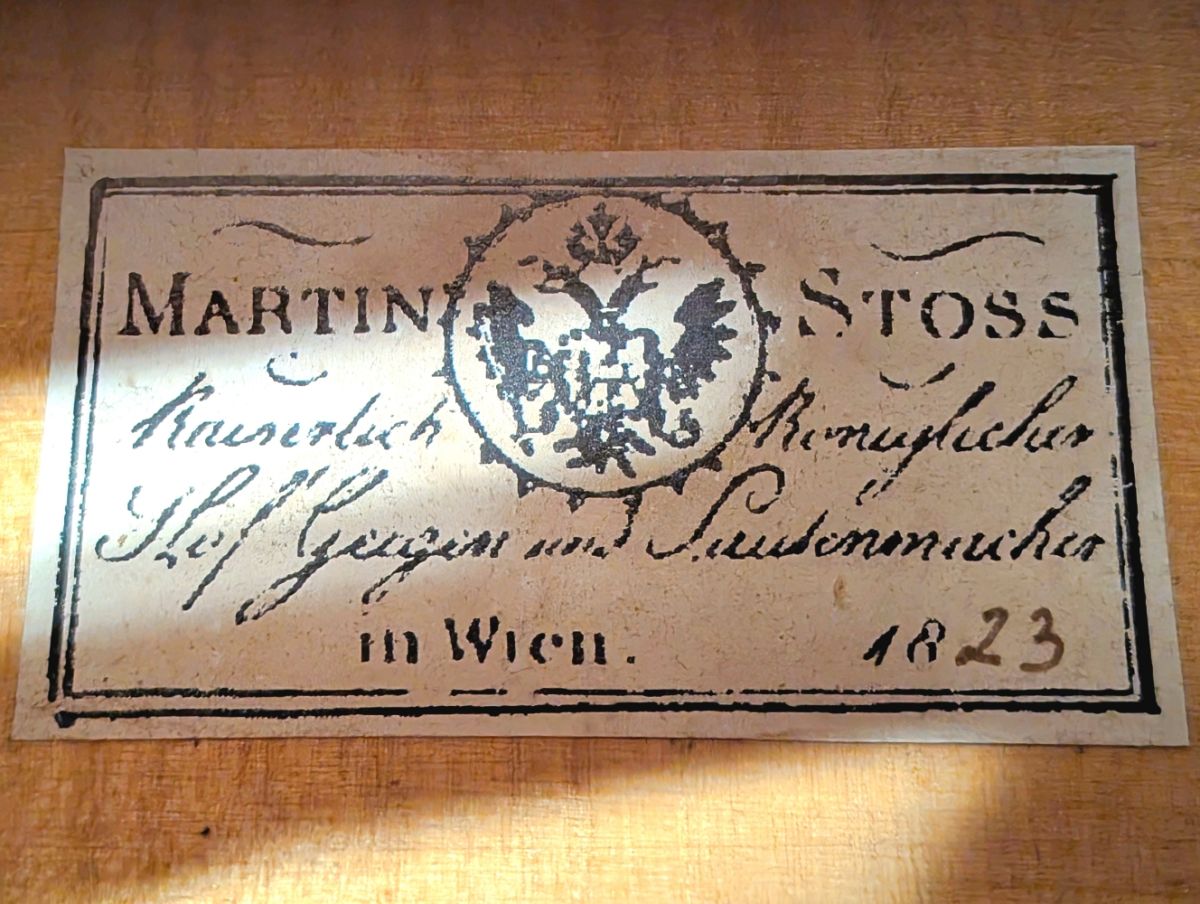 MARTIN STOSS
Kaiserlich Königlicher
Hof Geigen und Lautenmacher
in Wien. 1823